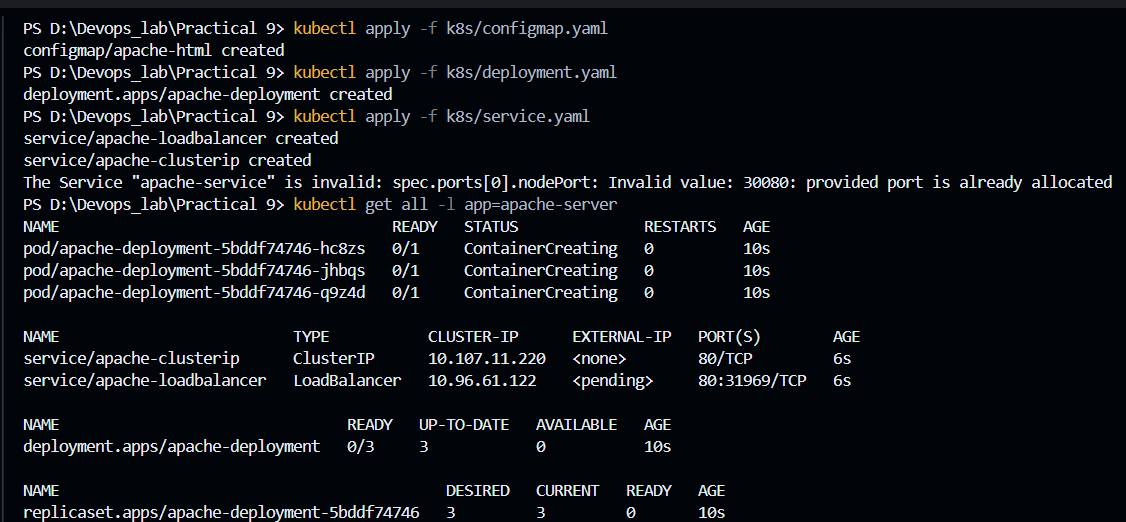 PS D:\Devops_lab\Practical 9> kubectl apply -f k8s/configmap.yaml
configmap/apache-html created
PS D:\Devops_lab\Practical 9> kubectl apply -f k8s/deployment.yaml
deployment.apps/apache-deployment created
PS D:\Devops_lab\Practical 9> kubectl apply -f k8s/service.yaml
service/apache-loadbalancer created
service/apache-clusterip created
The Service "apache-service" is invalid: spec.ports[0].nodePort: Invalid value: 30080: provided port is already allocated
PS D:\Devops_lab\Practical 9> kubectl get all -l app=apache-server
NAME READY STATUS RESTARTS AGE
pod/apache-deployment-5bddf74746-hc8zs 0/1 ContainerCreating 0 10s
pod/apache-deployment-5bddf74746-jhbqs 0/1 ContainerCreating 0 10s
pod/apache-deployment-5bddf74746-q9z4d 0/1 ContainerCreating 0 10s
NAME TYPE CLUSTER-IP EXTERNAL-IP PORT(S) AGE
service/apache-clusterip ClusterIP 10.107.11.220 <none> 80/TCP 6s
service/apache-loadbalancer LoadBalancer 10.96.61.122 <pending> 80:31969/TCP 6s
NAME READY UP-TO-DATE AVAILABLE AGE
deployment.apps/apache-deployment 0/3 3 0 10s
NAME DESIRED CURRENT READY AGE
replicaset.apps/apache-deployment-5bddf74746 3 3 0 10s